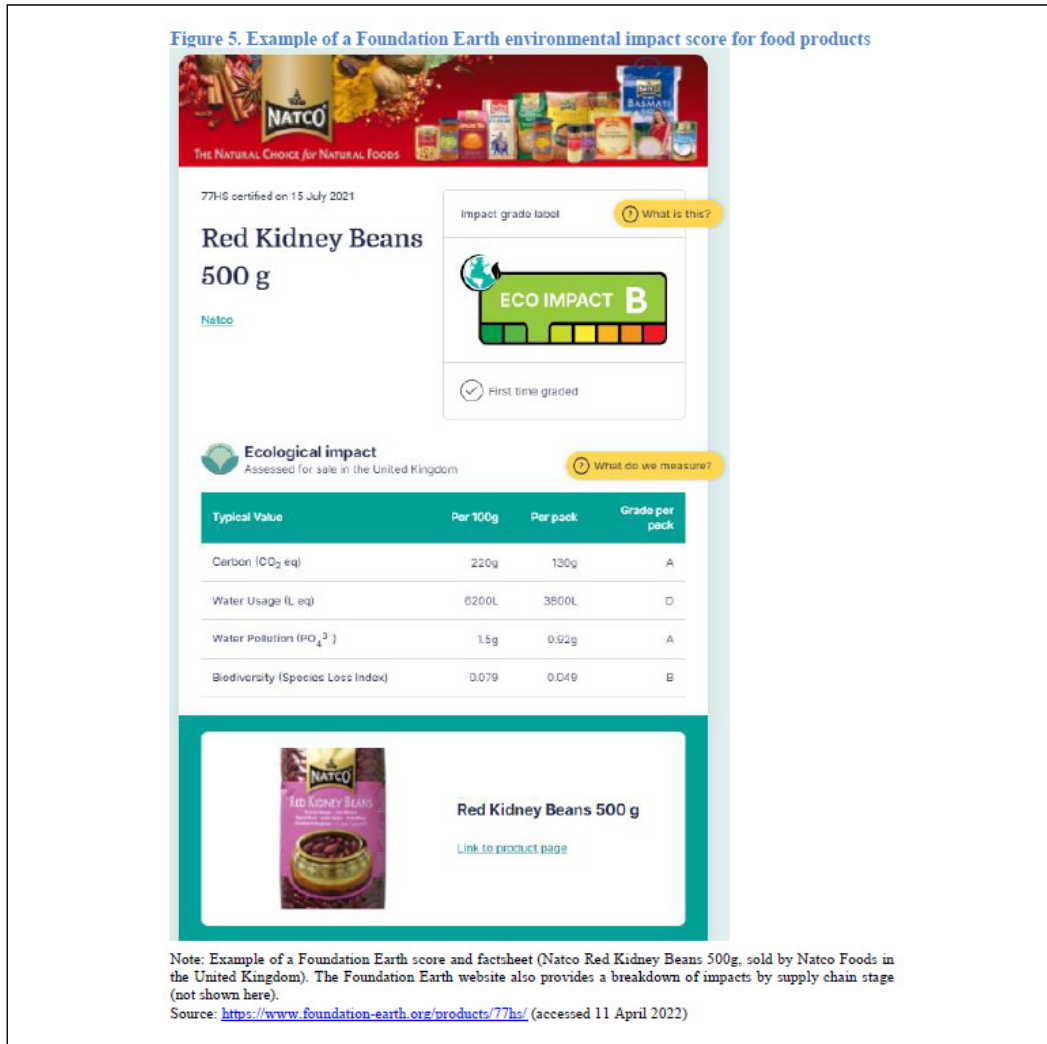 Figure 5. Example of a Foundation Earth environmental impact score for food products
NATCO
THE NATURAL CHOICE for NATURAL FOODS
NATCO
BASMATI
77HS certified on 15 July 2021
Red Kidney Beans
500 g
Natco
Impact grade label
? What is this?
ECO IMPACT B
First time graded
Ecological impact
Assessed for sale in the United Kingdom
? What do we measure?
Typical Value Per 100g Per pack Grade per pack
Carbon (CO₂ eq) 220g 130g A
Water Usage (L eq) 6200L 3800L D
Water Pollution (PO₄³⁻) 1.5g 0.92g A
Biodiversity (Species Loss Index) 0.079 0.049 B
NATCO
RED KIDNEY BEANS
Red Kidney Beans 500 g
Link to product page
Note: Example of a Foundation Earth score and factsheet (Natco Red Kidney Beans 500g, sold by Natco Foods in
the United Kingdom). The Foundation Earth website also provides a breakdown of impacts by supply chain stage
(not shown here).
Source: https://www.foundation-earth.org/products/77hs/ (accessed 11 April 2022)